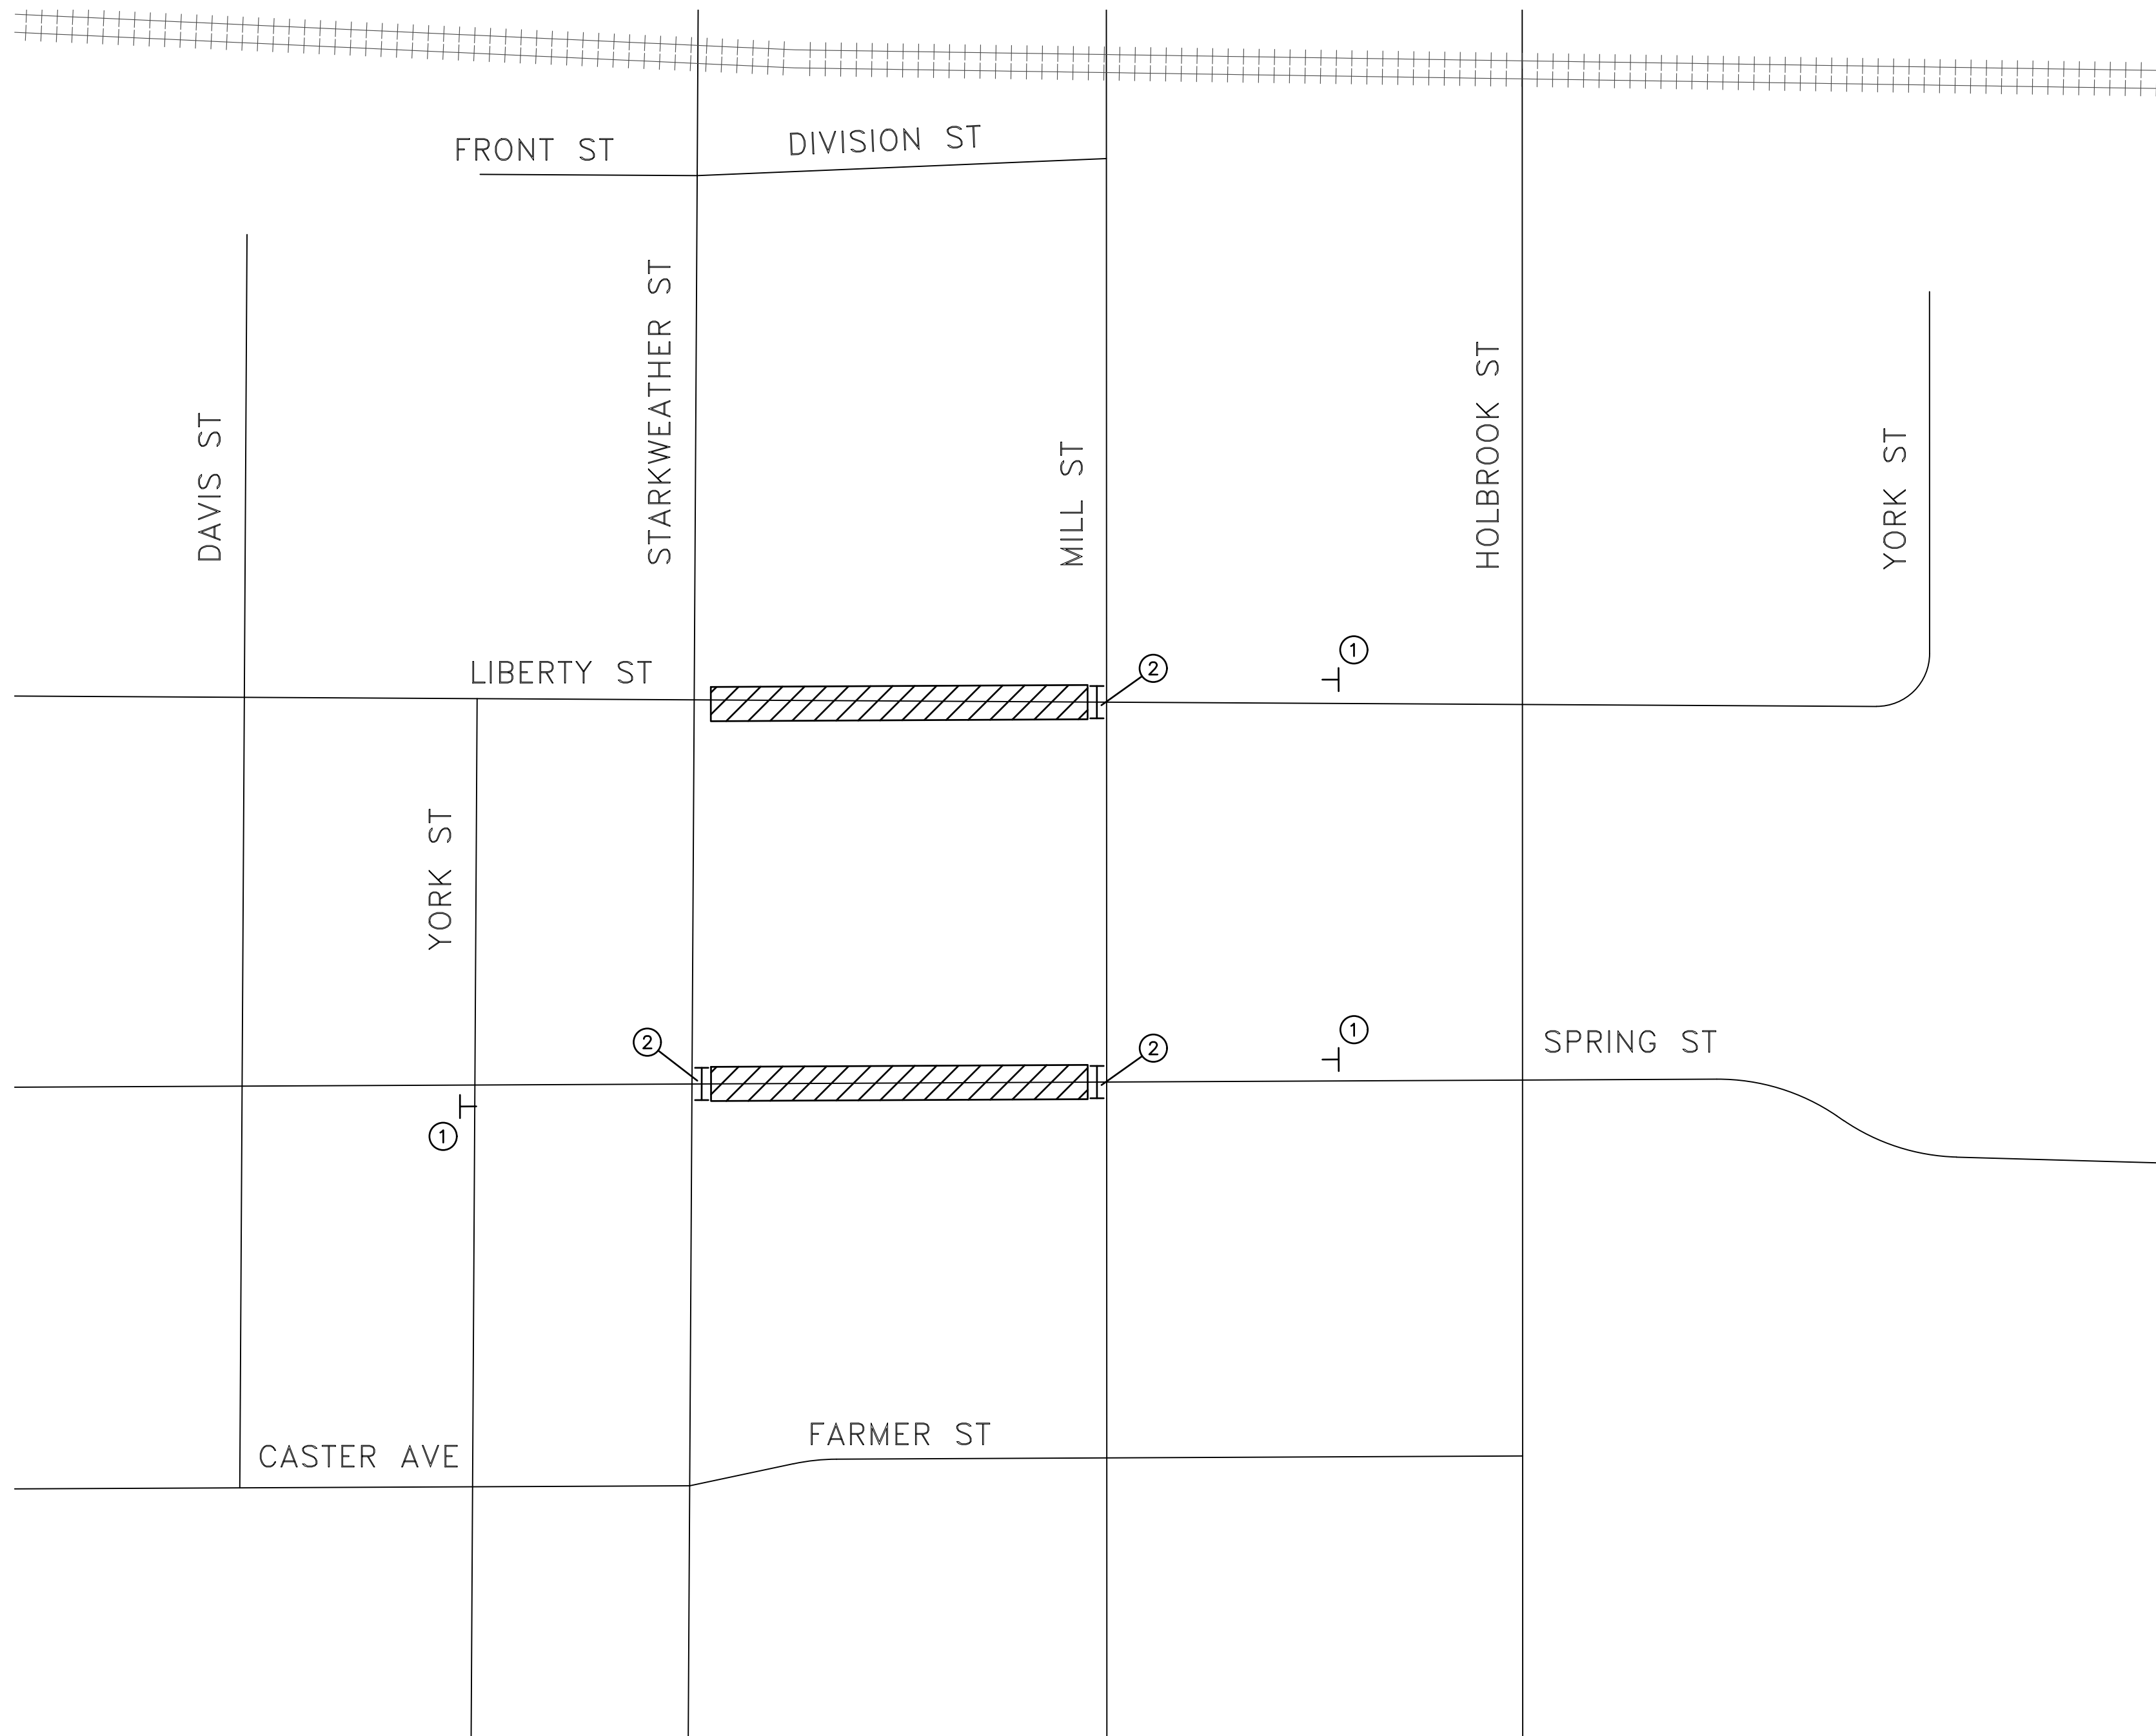 FRONT ST
DIVISION ST
DAVIS ST
STARKWEATHER ST
MILL ST
HOLBROOK ST
YORK ST
LIBERTY ST
2
1
YORK ST
2
2
1
SPRING ST
1
CASTER AVE
FARMER ST